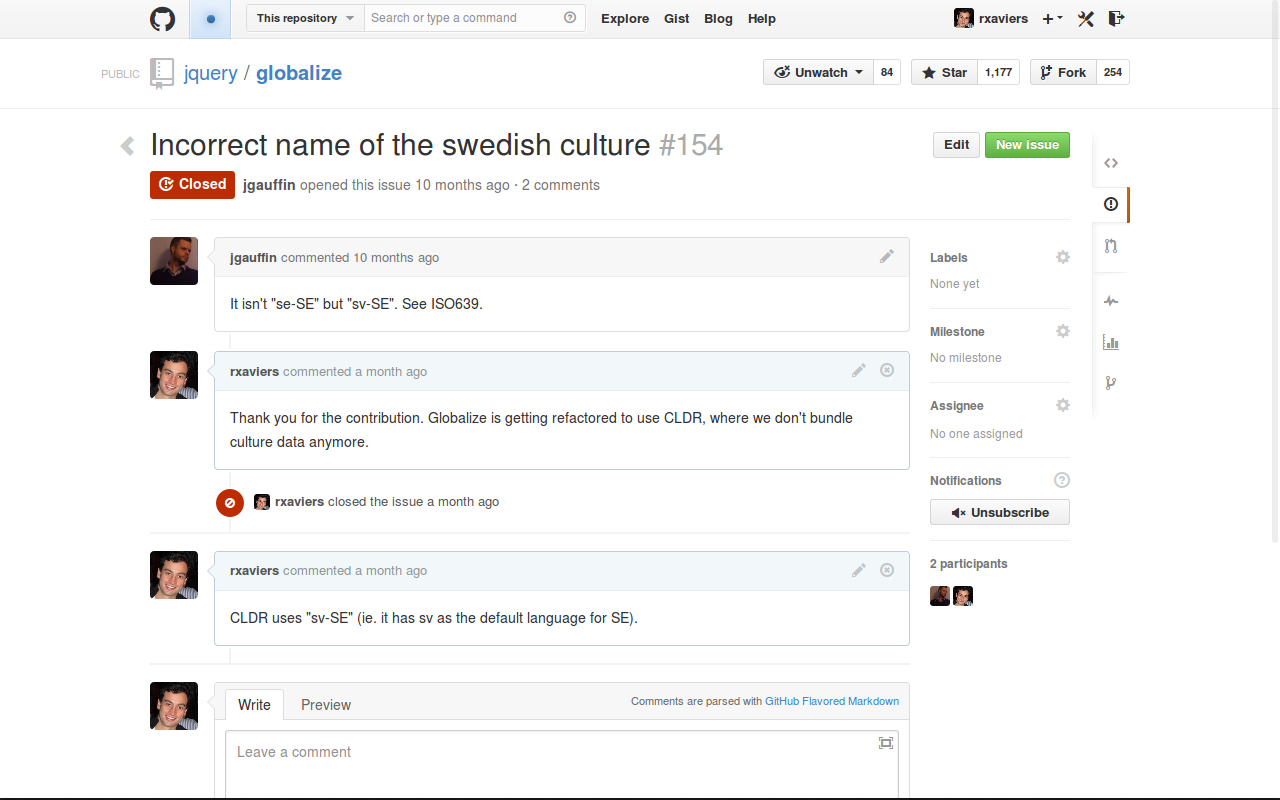 This repository Search or type a command Explore Gist Blog Help rxaviers
PUBLIC jquery / globalize Unwatch 84 Star 1,177 Fork 254
Incorrect name of the swedish culture #154 Edit New issue
Closed jgauffin opened this issue 10 months ago · 2 comments
jgauffin commented 10 months ago
It isn't "se-SE" but "sv-SE". See ISO639.
rxaviers commented a month ago
Thank you for the contribution. Globalize is getting refactored to use CLDR, where we don't bundle
culture data anymore.
rxaviers closed the issue a month ago
rxaviers commented a month ago
CLDR uses "sv-SE" (ie. it has sv as the default language for SE).
Write Preview Comments are parsed with GitHub Flavored Markdown
Leave a comment
Labels
None yet
Milestone
No milestone
Assignee
No one assigned
Notifications
Unsubscribe
2 participants